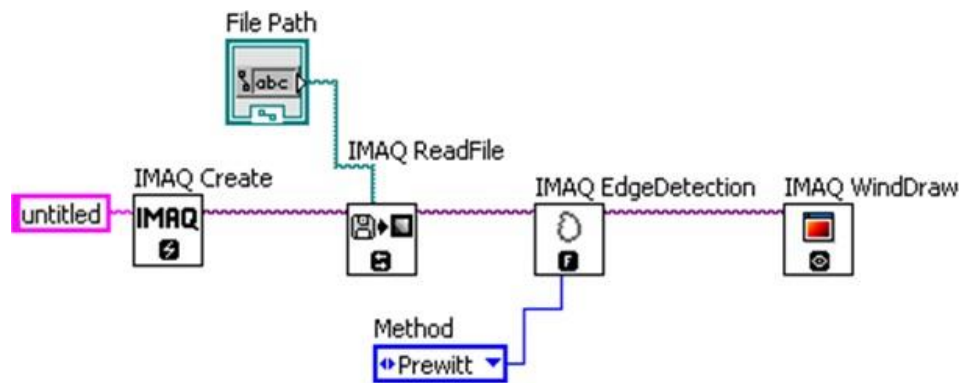 File Path
abc
IMAQ ReadFile
IMAQ Create
IMAQ EdgeDetection
IMAQ WindDraw
untitled
IMAQ
F
Method
Prewitt